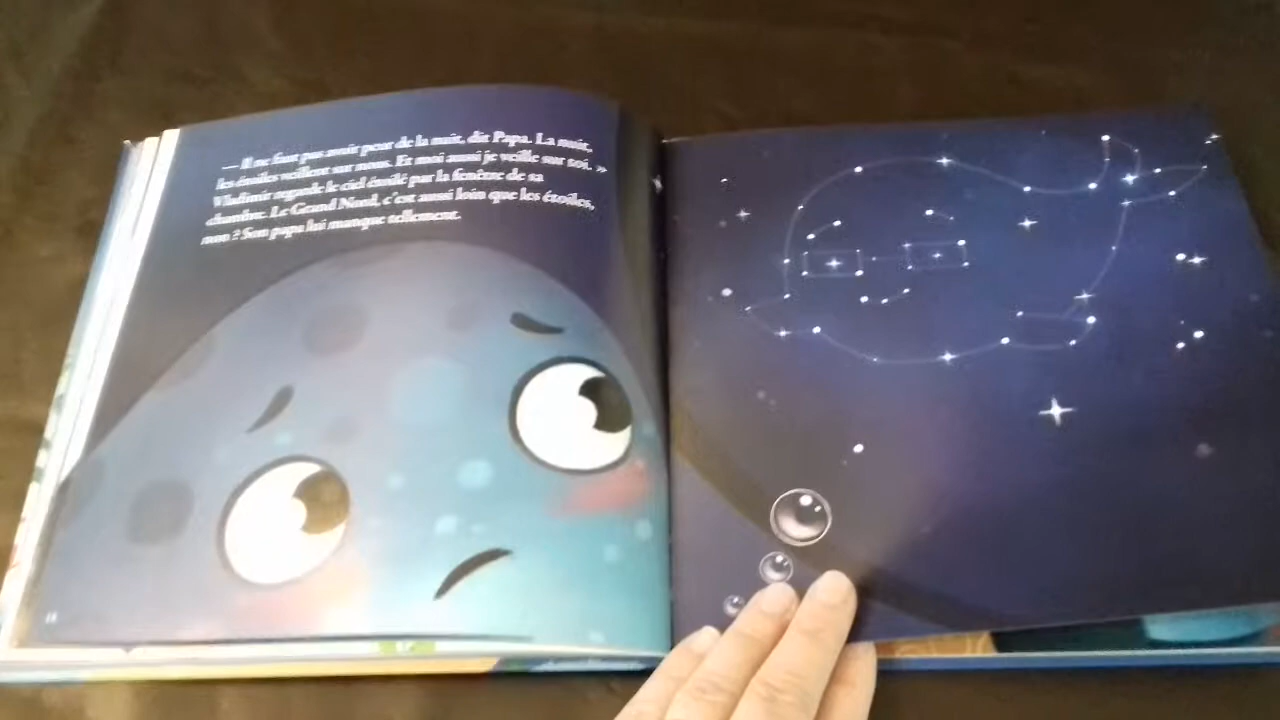 — Il ne faut pas avoir peur de la nuit, dit Papa. La nuit,
les étoiles veillent sur nous. Et moi aussi je veille sur toi. »
Vladimir regarde le ciel étoilé par la fenêtre de sa
chambre. Le Grand Nord, c'est aussi loin que les étoiles,
non ? Son papa lui manque tellement.